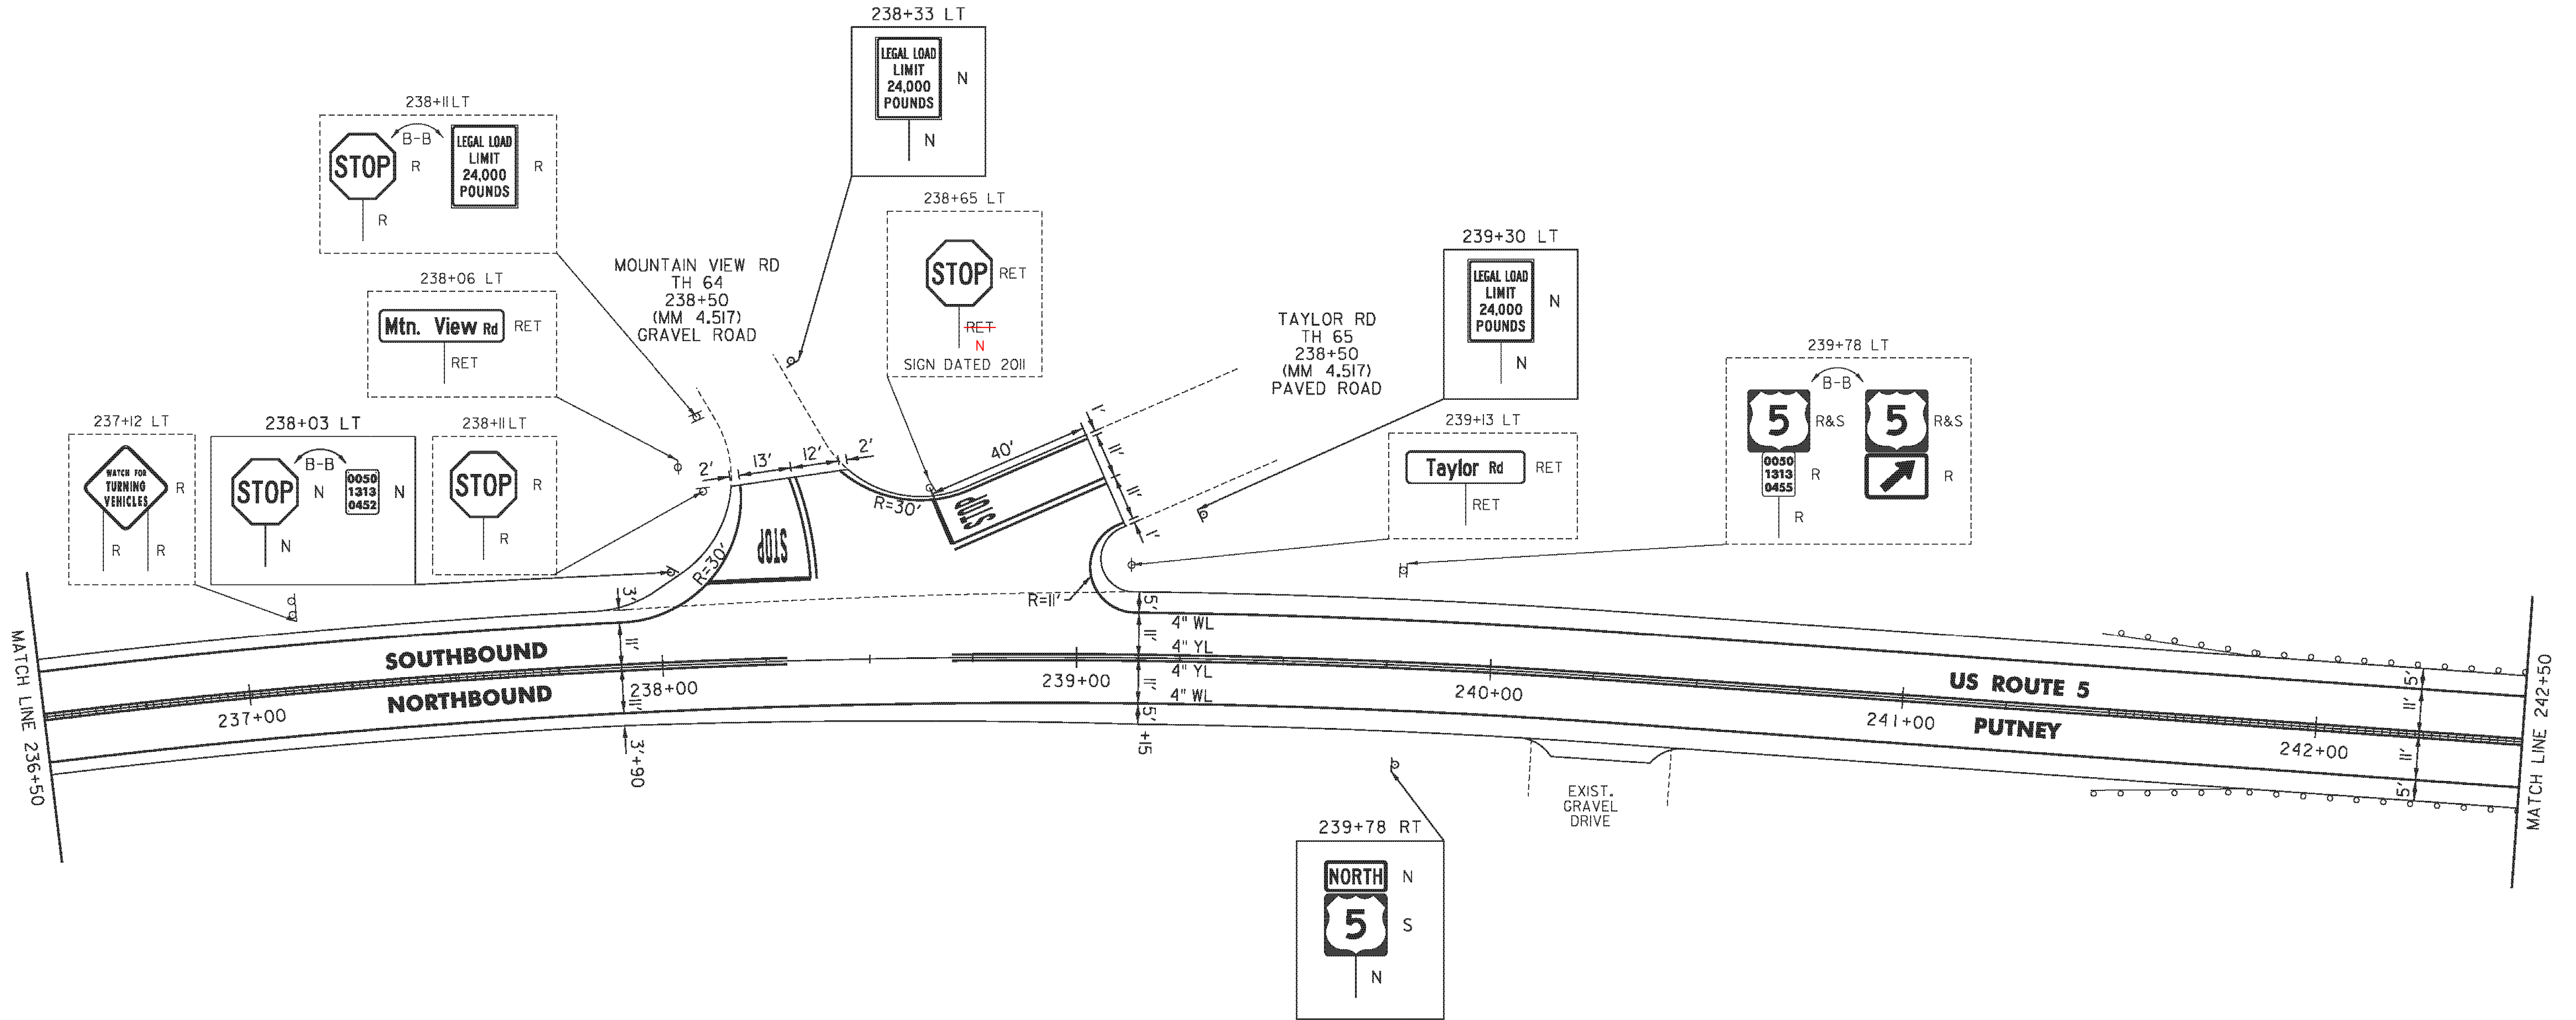 238+33 LT
LEGAL LOAD
LIMIT
24,000
POUNDS
N
N
238+11 LT
STOP
R
B-B
LEGAL LOAD
LIMIT
24,000
POUNDS
R
R
238+65 LT
STOP
RET
RET
N
SIGN DATED 2011
MOUNTAIN VIEW RD
TH 64
238+50
(MM 4.517)
GRAVEL ROAD
238+06 LT
Mtn. View Rd
RET
RET
239+30 LT
LEGAL LOAD
LIMIT
24,000
POUNDS
N
N
TAYLOR RD
TH 65
238+50
(MM 4.517)
PAVED ROAD
239+78 LT
B-B
5
R&S
5
R&S
0050
1313
0455
R
R
R
237+12 LT
WATCH FOR
TURNING
VEHICLES
R
R
R
238+03 LT
STOP
B-B
N
0050
1313
0452
N
N
238+11 LT
STOP
R
R
239+13 LT
Taylor Rd
RET
RET
2'
13'
12'
2'
R=30'
40'
1'
11'
11'
1'
STOP
STOP
R=30'
R=11'
3'
11'
11'
3'
+90
5'
11'
11'
5'
+15
4" WL
4" YL
4" YL
4" WL
SOUTHBOUND
NORTHBOUND
237+00
238+00
239+00
240+00
241+00
242+00
US ROUTE 5
PUTNEY
5'
11'
11'
5'
MATCH LINE 236+50
MATCH LINE 242+50
EXIST.
GRAVEL
DRIVE
239+78 RT
NORTH
N
5
S
N